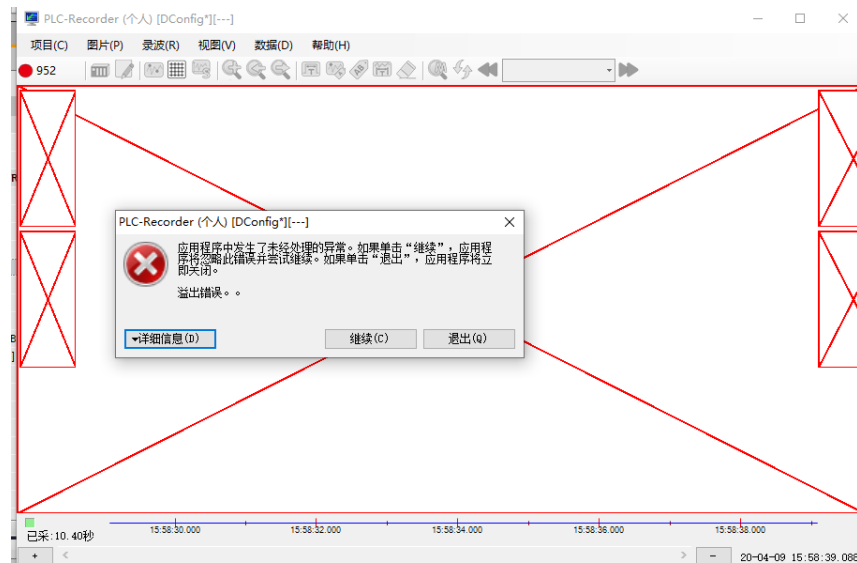 PLC-Recorder (个人) [DConfig*][---]
项目(C) 图片(P) 录波(R) 视图(V) 数据(D) 帮助(H)
952
PLC-Recorder (个人) [DConfig*][---]
应用程序中发生了未经处理的异常。如果单击“继续”，应用程
序将忽略此错误并尝试继续。如果单击“退出”，应用程序将立
即关闭。
溢出错误。。
详细信息(D) 继续(C) 退出(Q)
已采:10.40秒 15:58:30.000 15:58:32.000 15:58:34.000 15:58:36.000 15:58:38.000
+ < > − 20-04-09 15:58:39.088